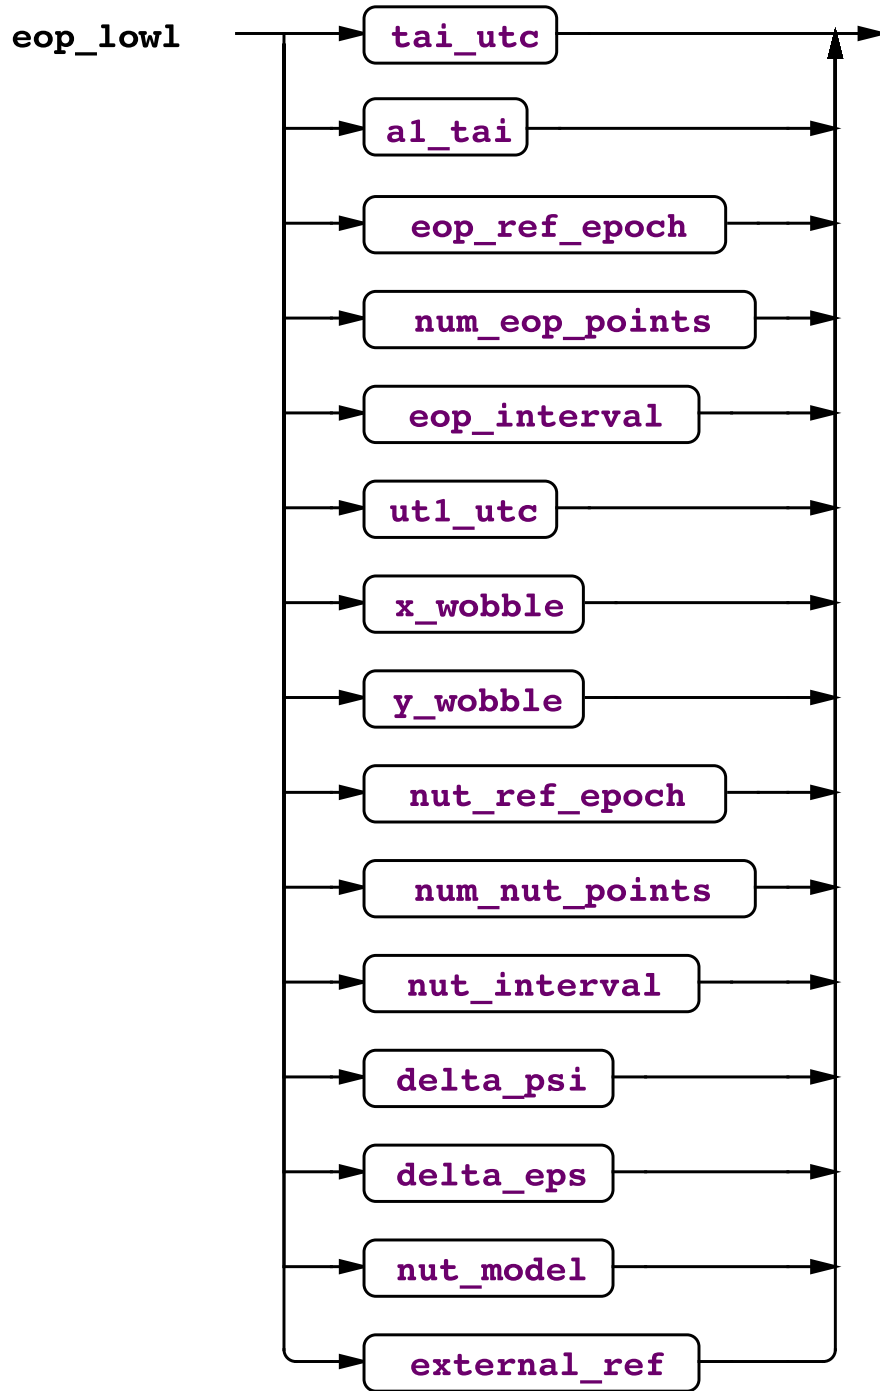 eop_lowl tai_utc
a1_tai
eop_ref_epoch
num_eop_points
eop_interval
ut1_utc
x_wobble
y_wobble
nut_ref_epoch
num_nut_points
nut_interval
delta_psi
delta_eps
nut_model
external_ref